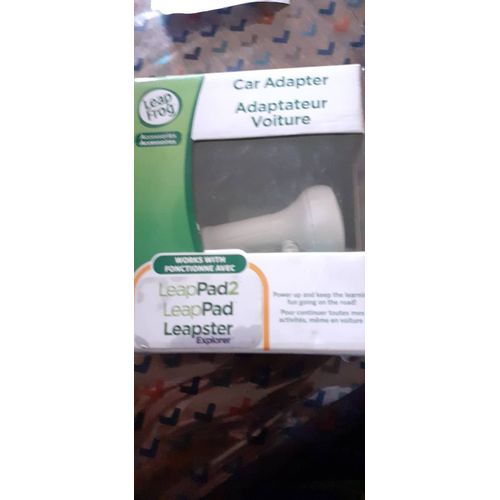 Leap
Frog
Accessories
Accessoires
Car Adapter
Adaptateur
Voiture
WORKS WITH
FONCTIONNE AVEC
LeapPad2
LeapPad
Leapster
Explorer
Power up and keep the learnin
fun going on the road!
Pour continuer toutes mes
activités, même en voiture